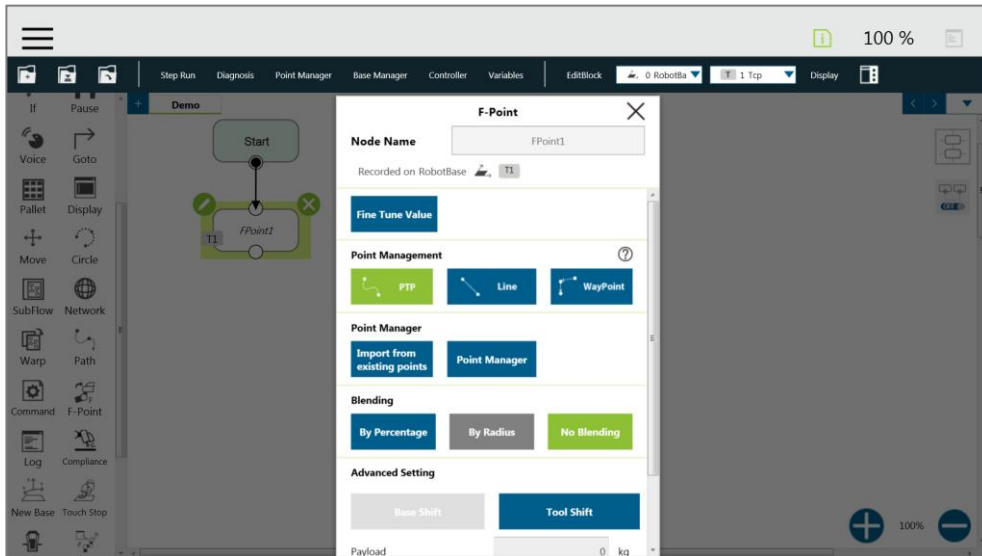 100 %
Step Run Diagnosis Point Manager Base Manager Controller Variables EditBlock 0 RobotBa T 1 Tcp Display
If Pause
Voice Goto
Pallet Display
Move Circle
SubFlow Network
Warp Path
Command F-Point
Log Compliance
New Base Touch Stop
+ Demo
Start
FPoint1
T1
F-Point
Node Name FPoint1
Recorded on RobotBase T1
Fine Tune Value
Point Management
PTP Line WayPoint
Point Manager
Import from
existing points
Point Manager
Blending
By Percentage By Radius No Blending
Advanced Setting
Base Shift Tool Shift
Payload 0 kg
OFF
100%